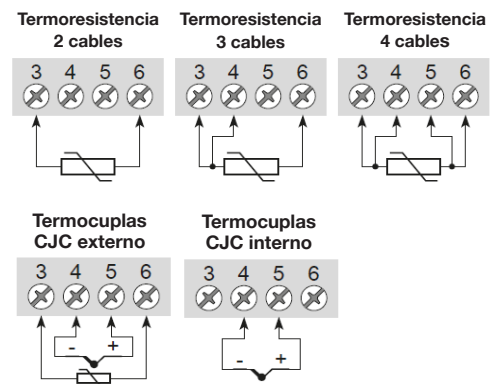 Termoresistencia
2 cables
Termoresistencia
3 cables
Termoresistencia
4 cables
3 4 5 6
3 4 5 6
3 4 5 6
Termocuplas
CJC externo
Termocuplas
CJC interno
3 4 5 6
3 4 5 6
- +
- +